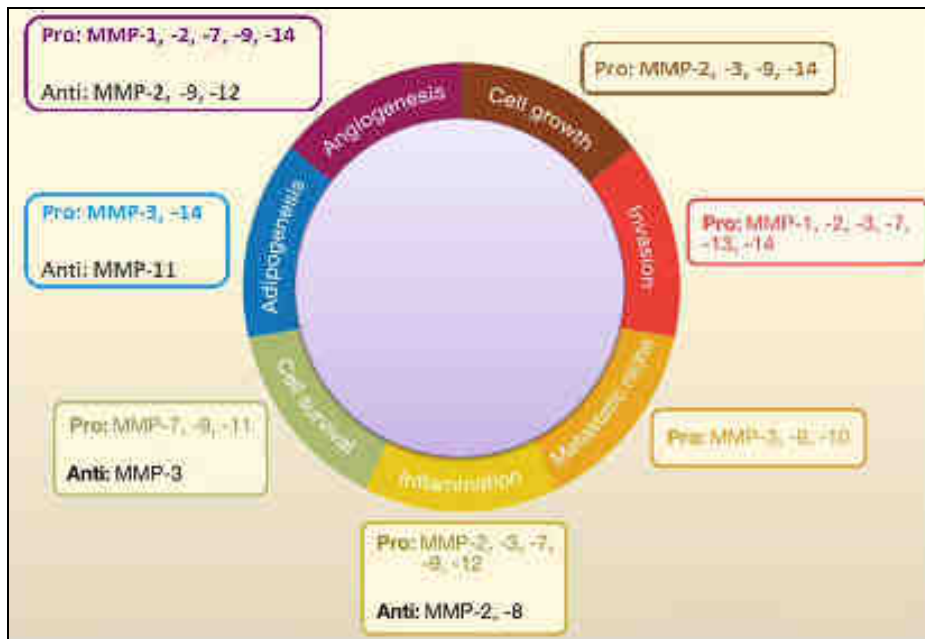 Pro: MMP-1, -2, -7, -9, -14
Anti: MMP-2, -9, -12
Pro: MMP-2, -3, -9, -14
Angiogenesis
Cell growth
Pro: MMP-3, -14
Anti: MMP-11
Adipogenesis
Invasion
Pro: MMP-1, -2, -3, -7,
-13, -14
Cell survival
Metastatic niche
Pro: MMP-7, -9, -11
Anti: MMP-3
Pro: MMP-3, -9, -10
Inflammation
Pro: MMP-2, -3, -7,
-9, -12
Anti: MMP-2, -8